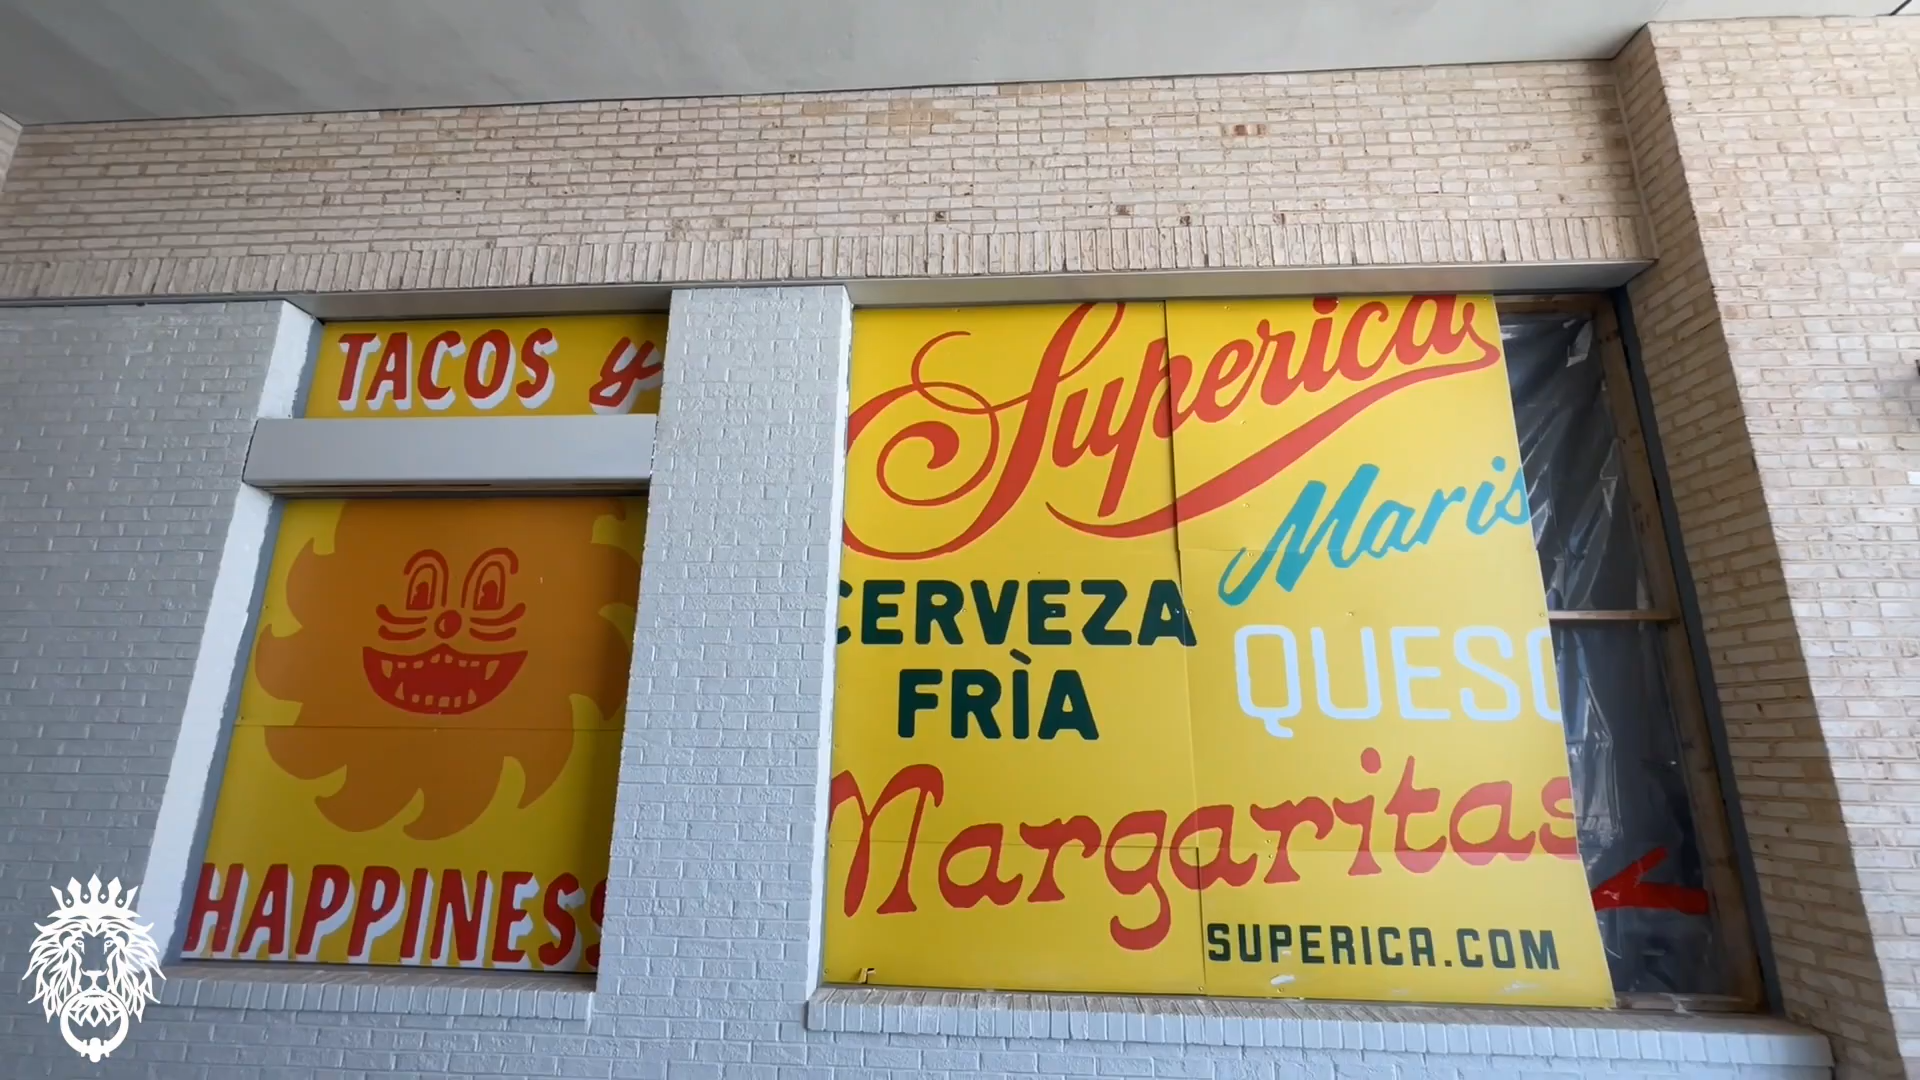 TACOS y
HAPPINESS
Superica
Maris
CERVEZA
FRÌA
QUESO
Margaritas
SUPERICA.COM